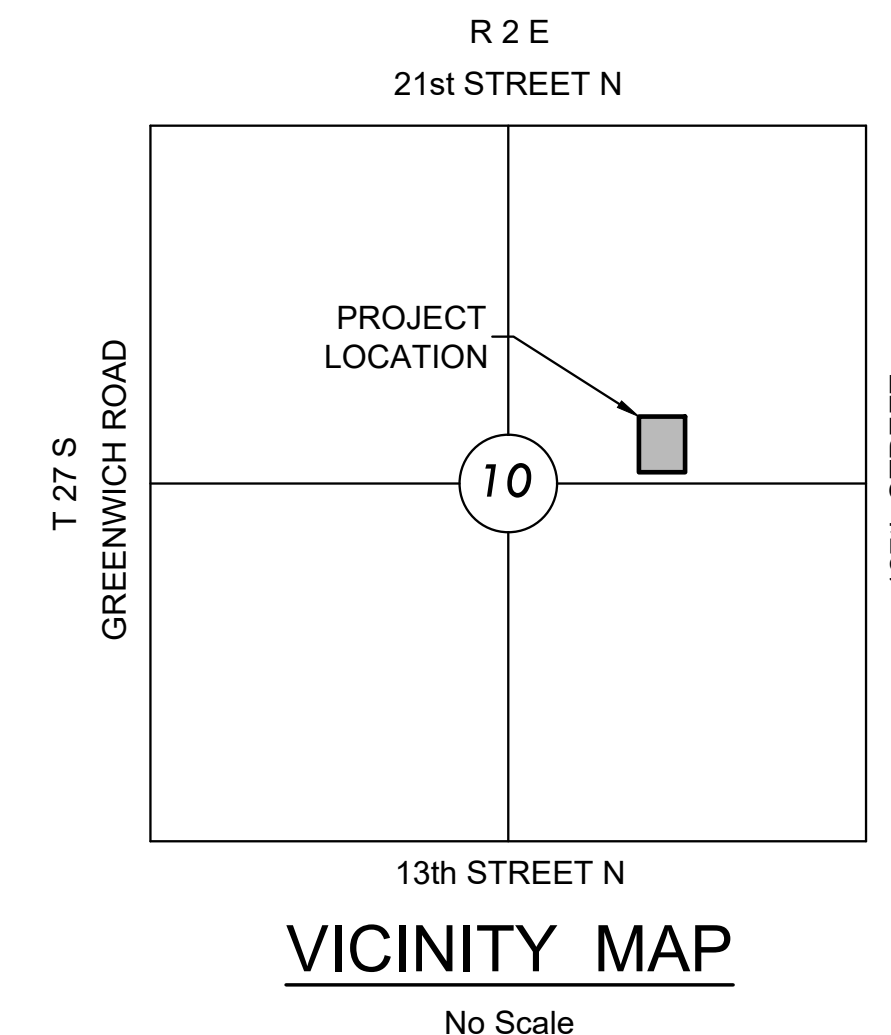 R 2 E
21st STREET N
PROJECT
LOCATION
T 27 S
GREENWICH ROAD
10
13th STREET N
VICINITY MAP
No Scale